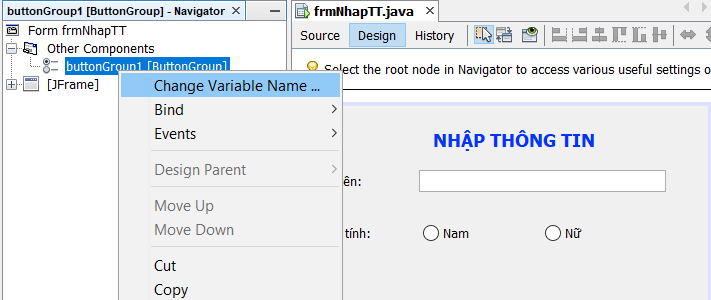 buttonGroup1 [ButtonGroup] - Navigator
Form frmNhapTT
Other Components
buttonGroup1 [ButtonGroup]
[JFrame]
Change Variable Name ...
Bind
Events
Design Parent
Move Up
Move Down
Cut
Copy
frmNhapTT.java
Source Design History
Select the root node in Navigator to access various useful settings o
NHẬP THÔNG TIN
ên:
tính: Nam Nữ